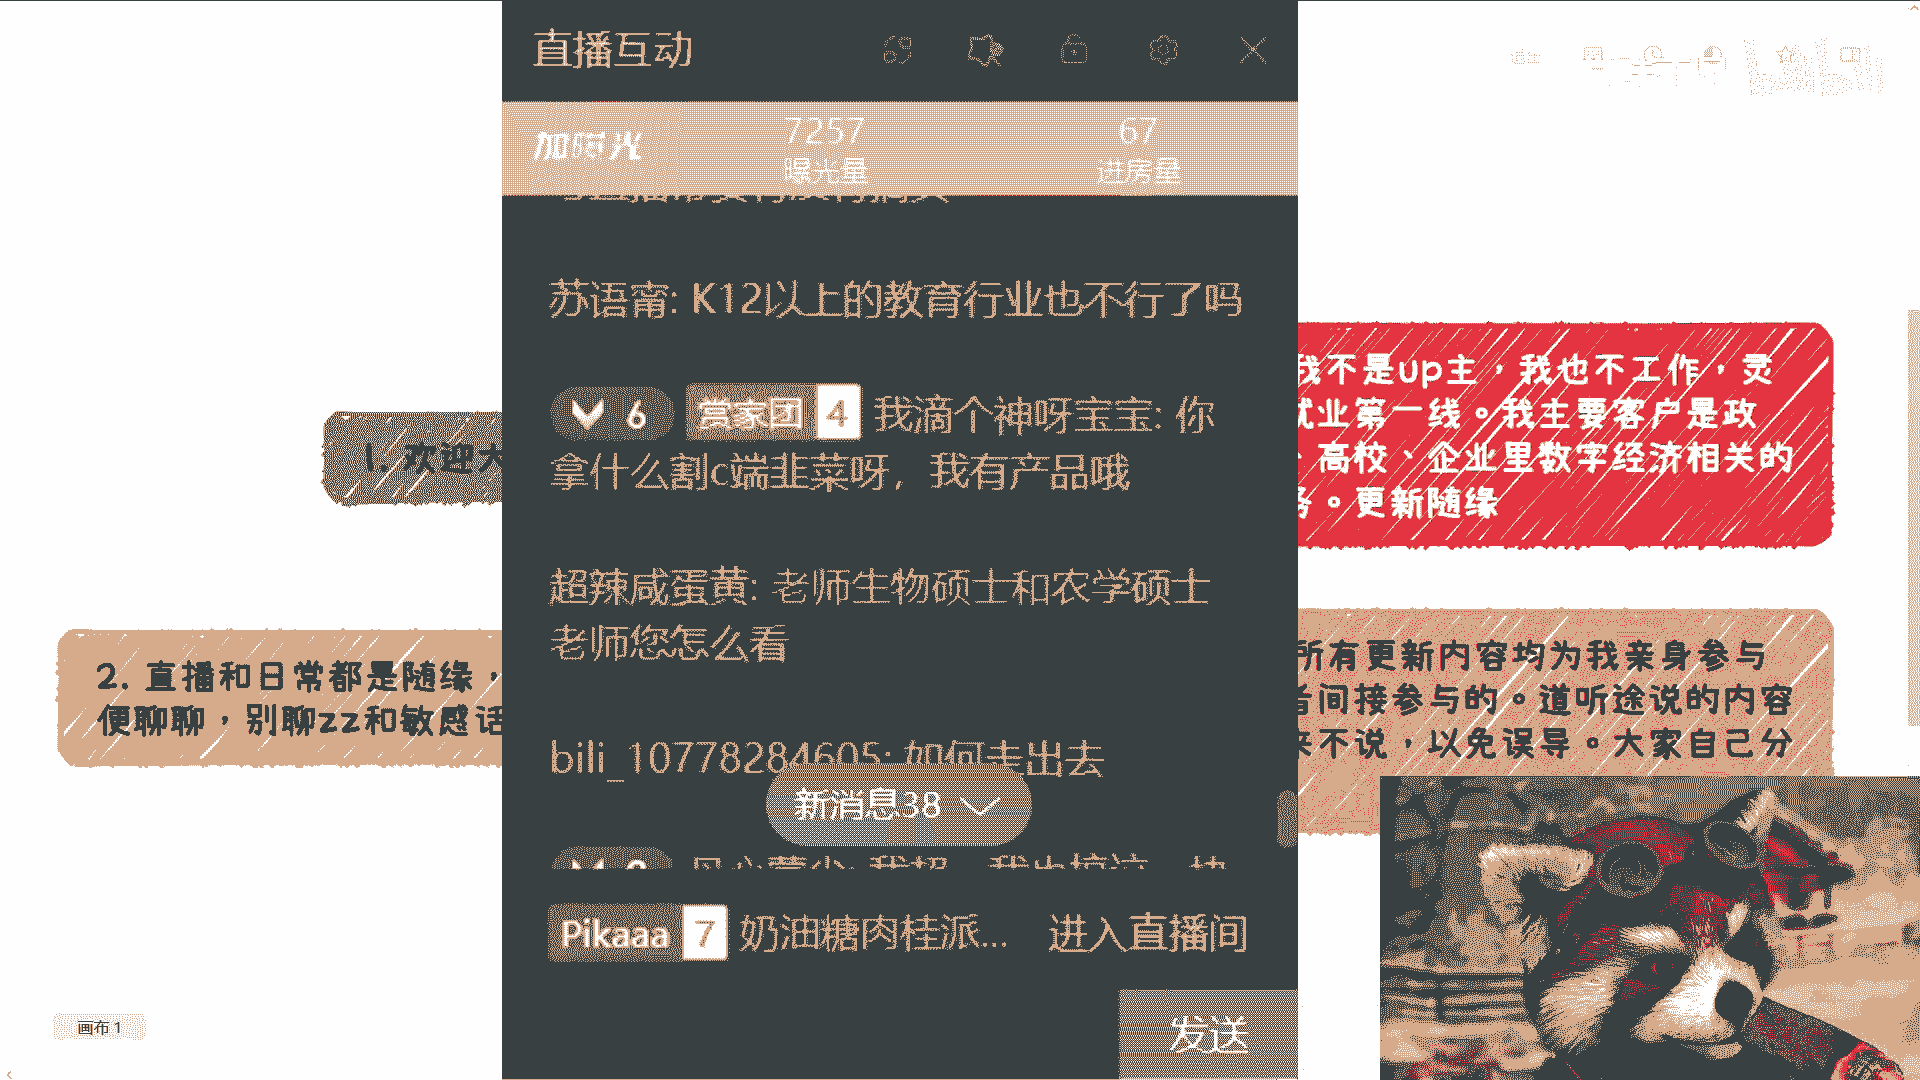 直播互动
加曝光
7257
曝光量
67
进房量
苏语甯: K12以上的教育行业也不行了吗
6 赏家团 4 我滴个神呀宝宝: 你
拿什么割c端韭菜呀，我有产品哦
超辣咸蛋黄: 老师生物硕士和农学硕士
老师您怎么看
bili_10778284605: 如何走出去
新消息38
Pikaaa 7 奶油糖肉桂派... 进入直播间
发送
1. 欢迎大
2. 直播和日常都是随缘，
便聊聊，别聊zz和敏感话
我不是up主，我也不工作，灵
就业第一线。我主要客户是政
、高校、企业里数字经济相关的
务。更新随缘
所有更新内容均为我亲身参与
者间接参与的。道听途说的内容
来不说，以免误导。大家自己分
画布 1